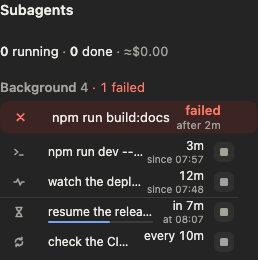 Subagents
0 running · 0 done · ≈$0.00
Background 4 · 1 failed
npm run build:docs failed
after 2m
npm run dev --... 3m
since 07:57
watch the depl... 12m
since 07:48
resume the relea... in 7m
at 08:07
check the CI... every 10m